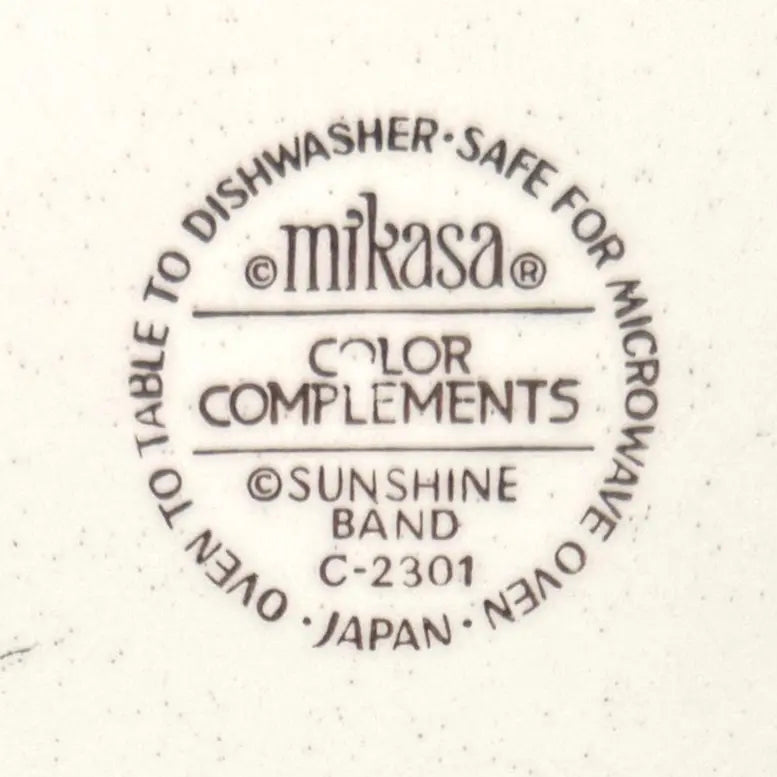 OVEN TO TABLE TO DISHWASHER · SAFE FOR MICROWAVE OVEN · JAPAN ·
© mikasa ®
COLOR
COMPLEMENTS
© SUNSHINE
BAND
C-2301